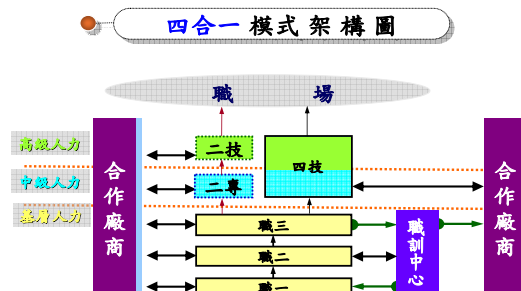 四合一 模式架構圖
職 場
高級人力
二技
四技
中級人力
二專
基層人力
合作廠商
合作廠商
職三
職訓中心
職二
職一